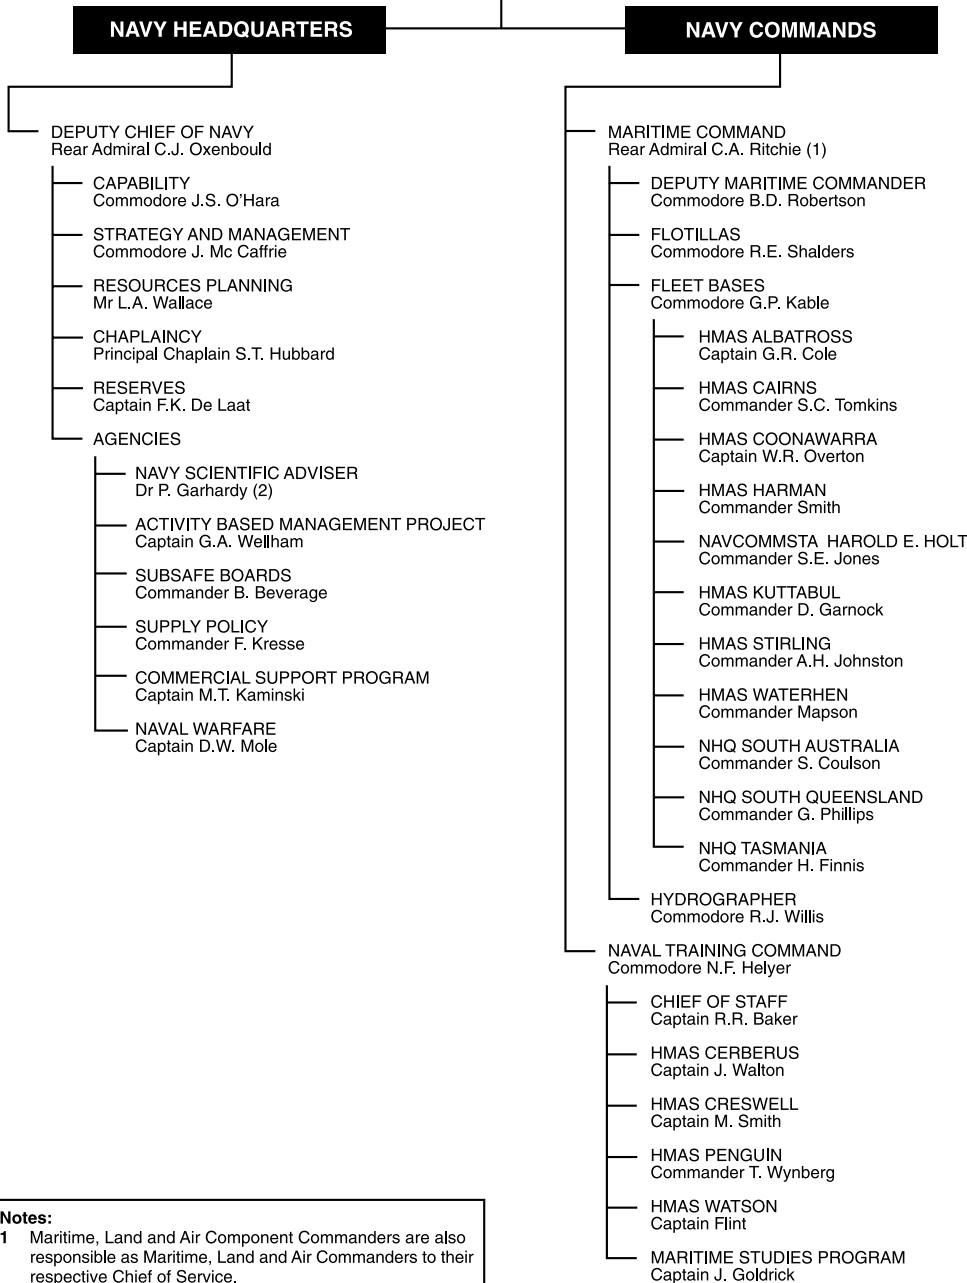 NAVY HEADQUARTERS
DEPUTY CHIEF OF NAVY
Rear Admiral C.J. Oxenbould
CAPABILITY
Commodore J.S. O'Hara
STRATEGY AND MANAGEMENT
Commodore J. Mc Caffrie
RESOURCES PLANNING
Mr L.A. Wallace
CHAPLAINCY
Principal Chaplain S.T. Hubbard
RESERVES
Captain F.K. De Laat
AGENCIES
NAVY SCIENTIFIC ADVISER
Dr P. Garhardy (2)
ACTIVITY BASED MANAGEMENT PROJECT
Captain G.A. Wellham
SUBSAFE BOARDS
Commander B. Beverage
SUPPLY POLICY
Commander F. Kresse
COMMERCIAL SUPPORT PROGRAM
Captain M.T. Kaminski
NAVAL WARFARE
Captain D.W. Mole
NAVY COMMANDS
MARITIME COMMAND
Rear Admiral C.A. Ritchie (1)
DEPUTY MARITIME COMMANDER
Commodore B.D. Robertson
FLOTILLAS
Commodore R.E. Shalders
FLEET BASES
Commodore G.P. Kable
HMAS ALBATROSS
Captain G.R. Cole
HMAS CAIRNS
Commander S.C. Tomkins
HMAS COONAWARRA
Captain W.R. Overton
HMAS HARMAN
Commander Smith
NAVCOMMSTA HAROLD E. HOLT
Commander S.E. Jones
HMAS KUTTABUL
Commander D. Garnock
HMAS STIRLING
Commander A.H. Johnston
HMAS WATERHEN
Commander Mapson
NHQ SOUTH AUSTRALIA
Commander S. Coulson
NHQ SOUTH QUEENSLAND
Commander G. Phillips
NHQ TASMANIA
Commander H. Finnis
HYDROGRAPHER
Commodore R.J. Willis
NAVAL TRAINING COMMAND
Commodore N.F. Helyer
CHIEF OF STAFF
Captain R.R. Baker
HMAS CERBERUS
Captain J. Walton
HMAS CRESWELL
Captain M. Smith
HMAS PENGUIN
Commander T. Wynberg
HMAS WATSON
Captain Flint
MARITIME STUDIES PROGRAM
Captain J. Goldrick
Notes:
1 Maritime, Land and Air Component Commanders are also
responsible as Maritime, Land and Air Commanders to their
respective Chief of Service.